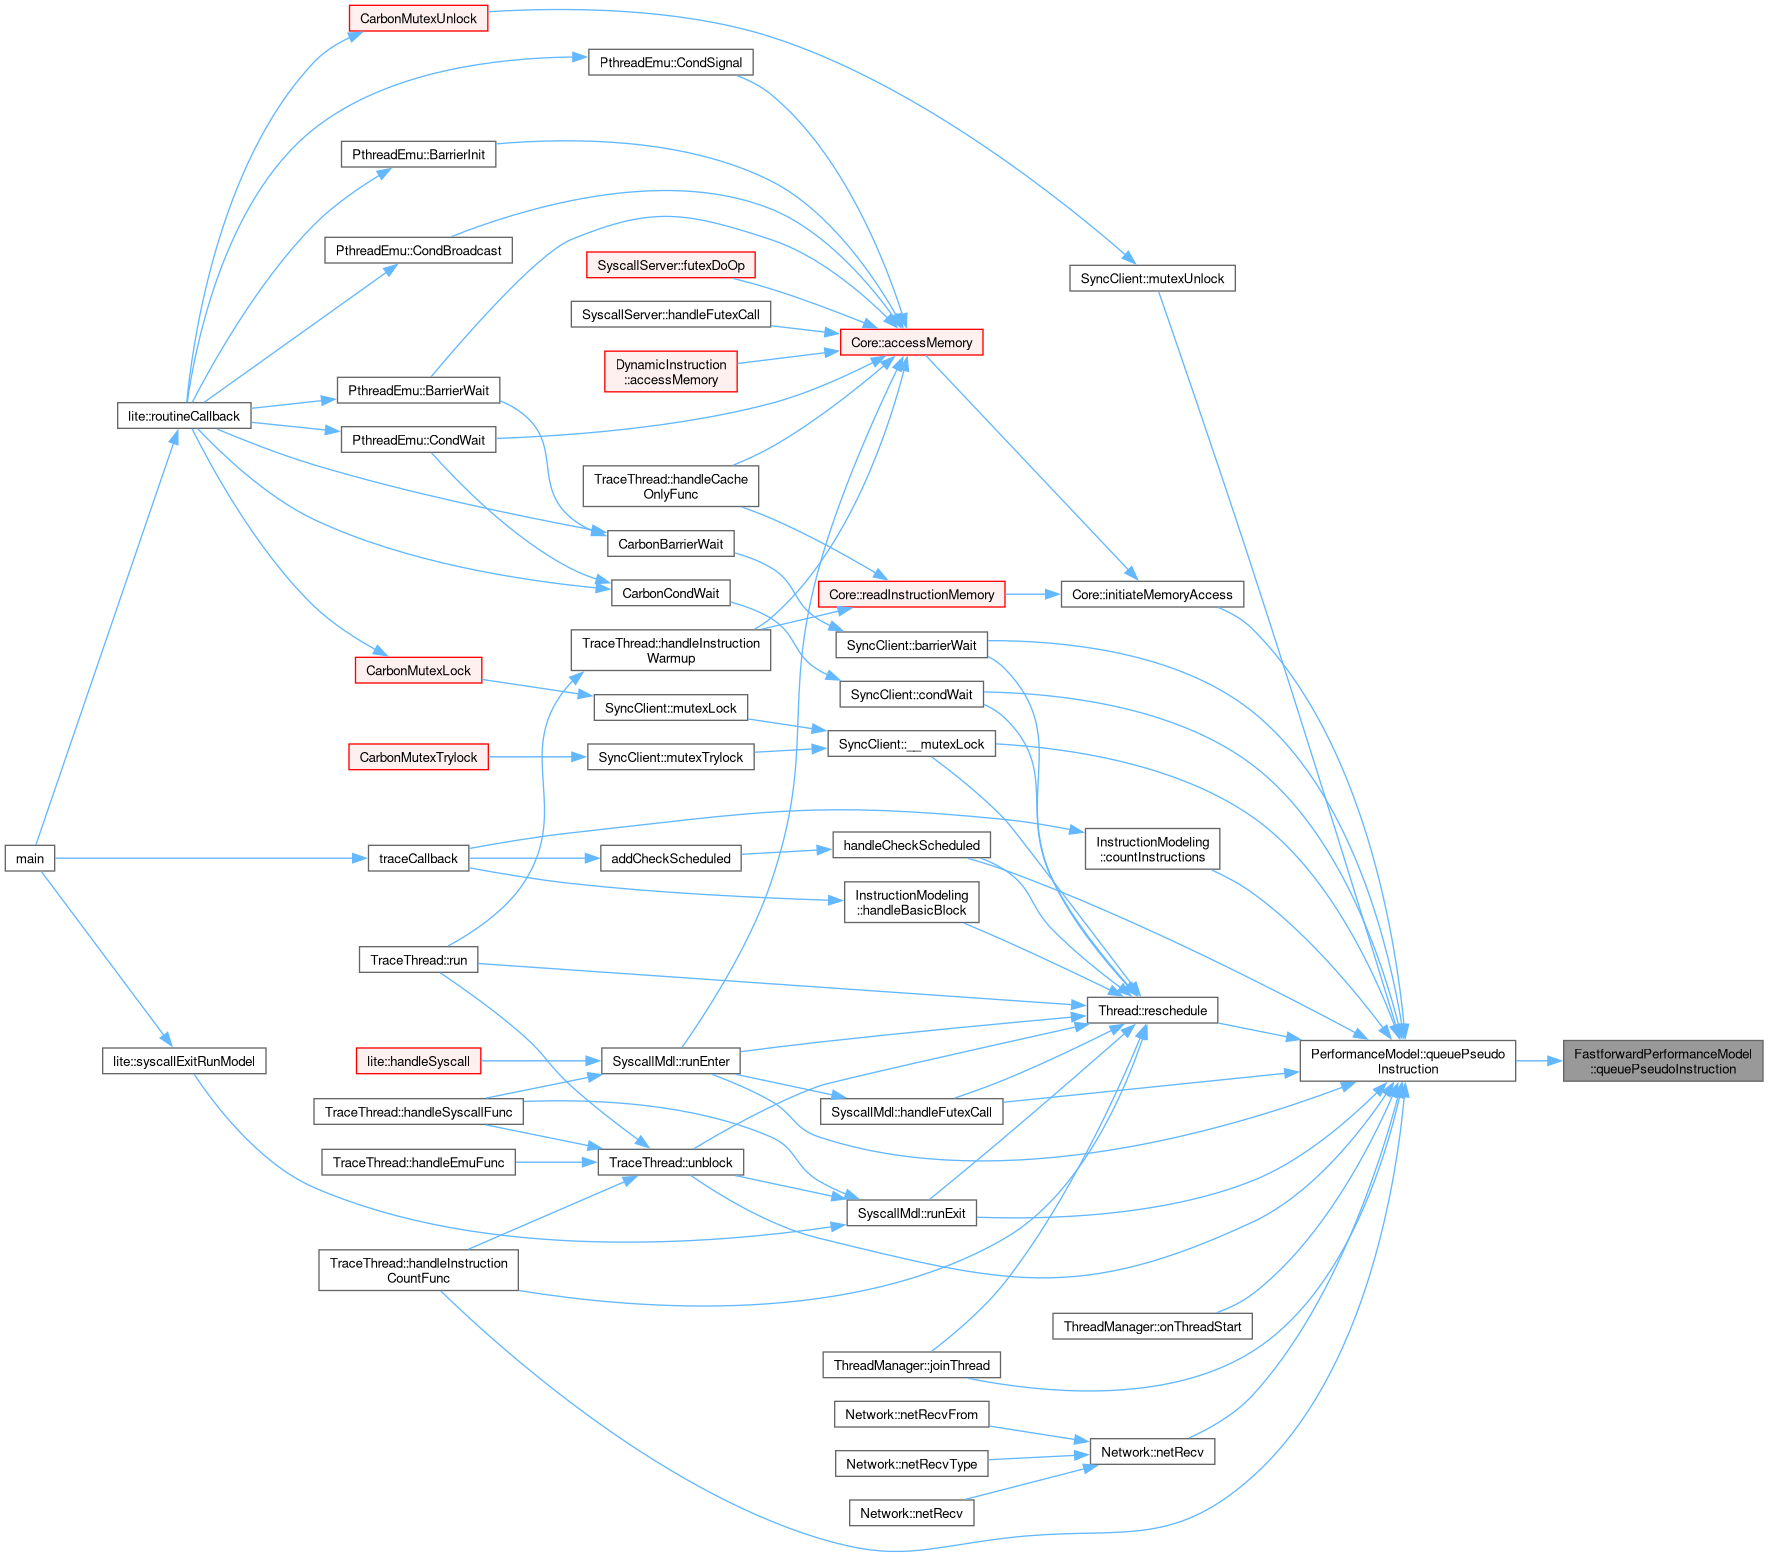 CarbonMutexUnlock
PthreadEmu::CondSignal
PthreadEmu::BarrierInit
PthreadEmu::CondBroadcast
SyscallServer::futexDoOp
SyncClient::mutexUnlock
SyscallServer::handleFutexCall
Core::accessMemory
DynamicInstruction
::accessMemory
PthreadEmu::BarrierWait
lite::routineCallback
PthreadEmu::CondWait
TraceThread::handleCache
OnlyFunc
CarbonBarrierWait
CarbonCondWait
Core::readInstructionMemory
Core::initiateMemoryAccess
TraceThread::handleInstruction
Warmup
SyncClient::barrierWait
CarbonMutexLock
SyncClient::condWait
SyncClient::mutexLock
SyncClient::__mutexLock
CarbonMutexTrylock
SyncClient::mutexTrylock
InstructionModeling
::countInstructions
handleCheckScheduled
main
traceCallback
addCheckScheduled
InstructionModeling
::handleBasicBlock
TraceThread::run
Thread::reschedule
lite::syscallExitRunModel
lite::handleSyscall
SyscallMdl::runEnter
PerformanceModel::queuePseudo
Instruction
FastforwardPerformanceModel
::queuePseudoInstruction
TraceThread::handleSyscallFunc
SyscallMdl::handleFutexCall
TraceThread::handleEmuFunc
TraceThread::unblock
SyscallMdl::runExit
TraceThread::handleInstruction
CountFunc
ThreadManager::onThreadStart
ThreadManager::joinThread
Network::netRecvFrom
Network::netRecv
Network::netRecvType
Network::netRecv